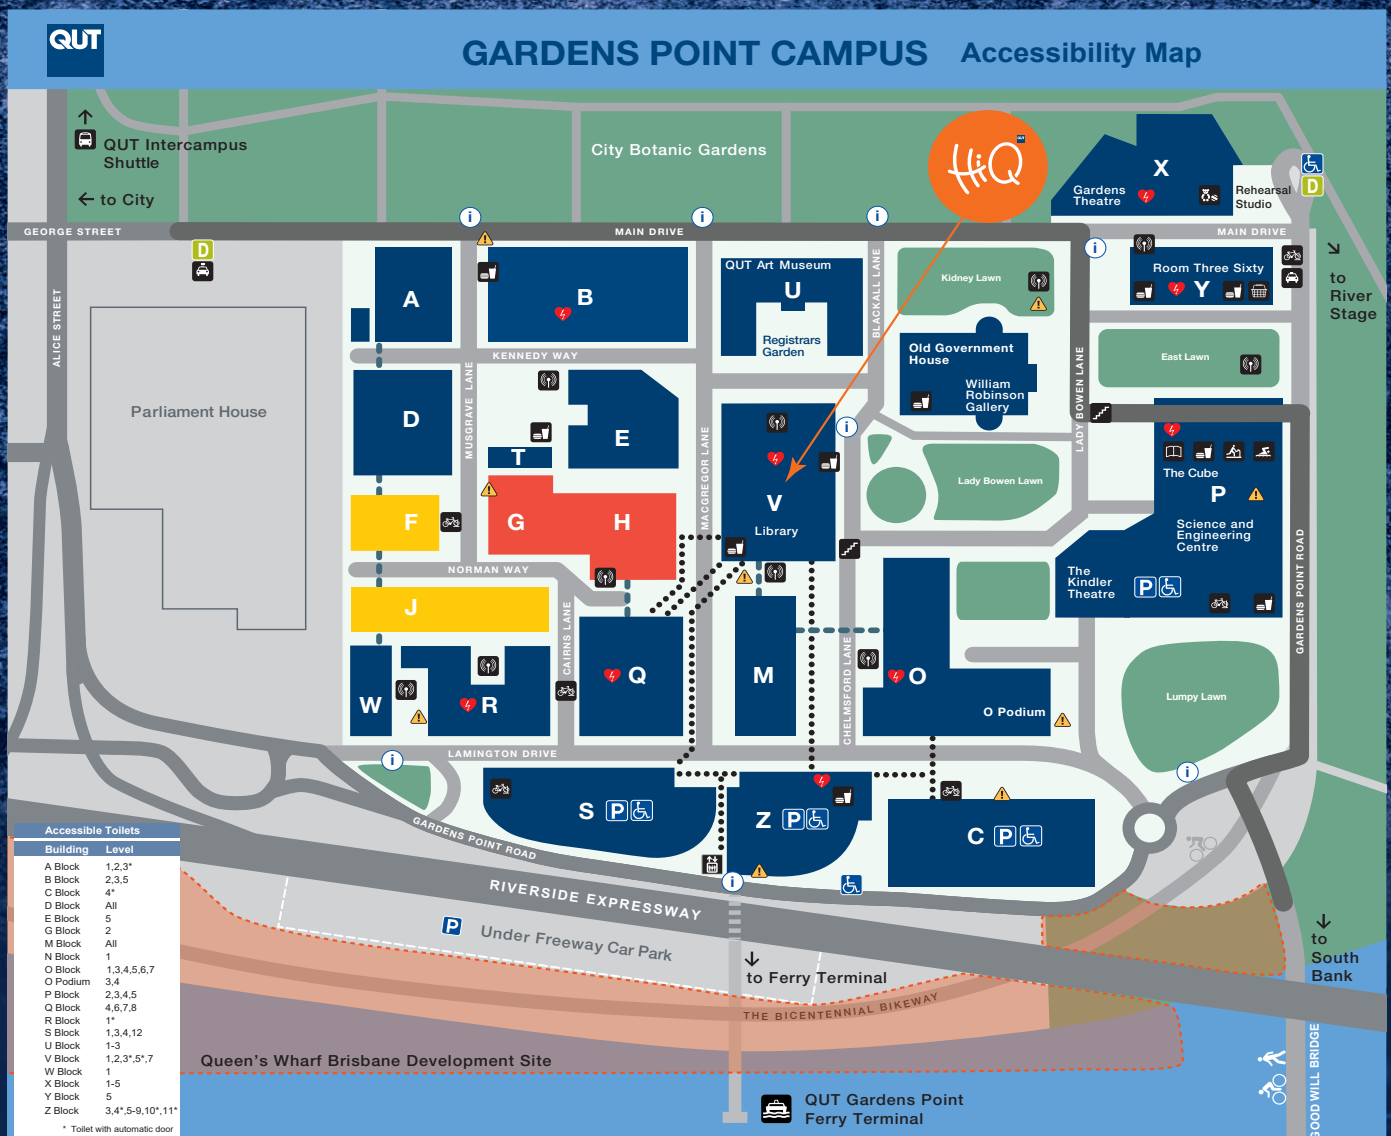 QUT
GARDENS POINT CAMPUS Accessibility Map
QUT Intercampus
Shuttle
to City
City Botanic Gardens
HiQ
QUT
X
Gardens
Theatre
Rehearsal
Studio
D
GEORGE STREET
MAIN DRIVE
MAIN DRIVE
D
i
i
i
i
to
River
Stage
ALICE STREET
A
B
QUT Art Museum
U
Registrars
Garden
BLACKALL LANE
Kidney Lawn
Room Three Sixty
Y
KENNEDY WAY
Old Government
House
William
Robinson
Gallery
LADY BOWEN LANE
East Lawn
Parliament House
D
MUSGRAVE LANE
T
E
MACGREGOR LANE
V
Library
i
Lady Bowen Lawn
The Cube
P
Science and
Engineering
Centre
F
G
H
NORMAN WAY
The
Kindler
Theatre
P
GARDENS POINT ROAD
J
CAIRNS LANE
W
R
Q
M
CHELMSFORD LANE
O
O Podium
Lumpy Lawn
LAMINGTON DRIVE
i
i
S P
Z P
C P
GARDENS POINT ROAD
i
RIVERSIDE EXPRESSWAY
P
Under Freeway Car Park
to Ferry Terminal
THE BICENTENNIAL BIKEWAY
to
South
Bank
Queen's Wharf Brisbane Development Site
QUT Gardens Point
Ferry Terminal
GOOD WILL BRIDGE
Accessible Toilets
Building Level
A Block 1,2,3*
B Block 2,3,5
C Block 4*
D Block All
E Block 5
G Block 2
M Block All
N Block 1
O Block 1,3,4,5,6,7
O Podium 3,4
P Block 2,3,4,5
Q Block 4,6,7,8
R Block 1*
S Block 1,3,4,12
U Block 1-3
V Block 1,2,3*,5*,7
W Block 1
X Block 1-5
Y Block 5
Z Block 3,4*,5-9,10*,11*
* Toilet with automatic door